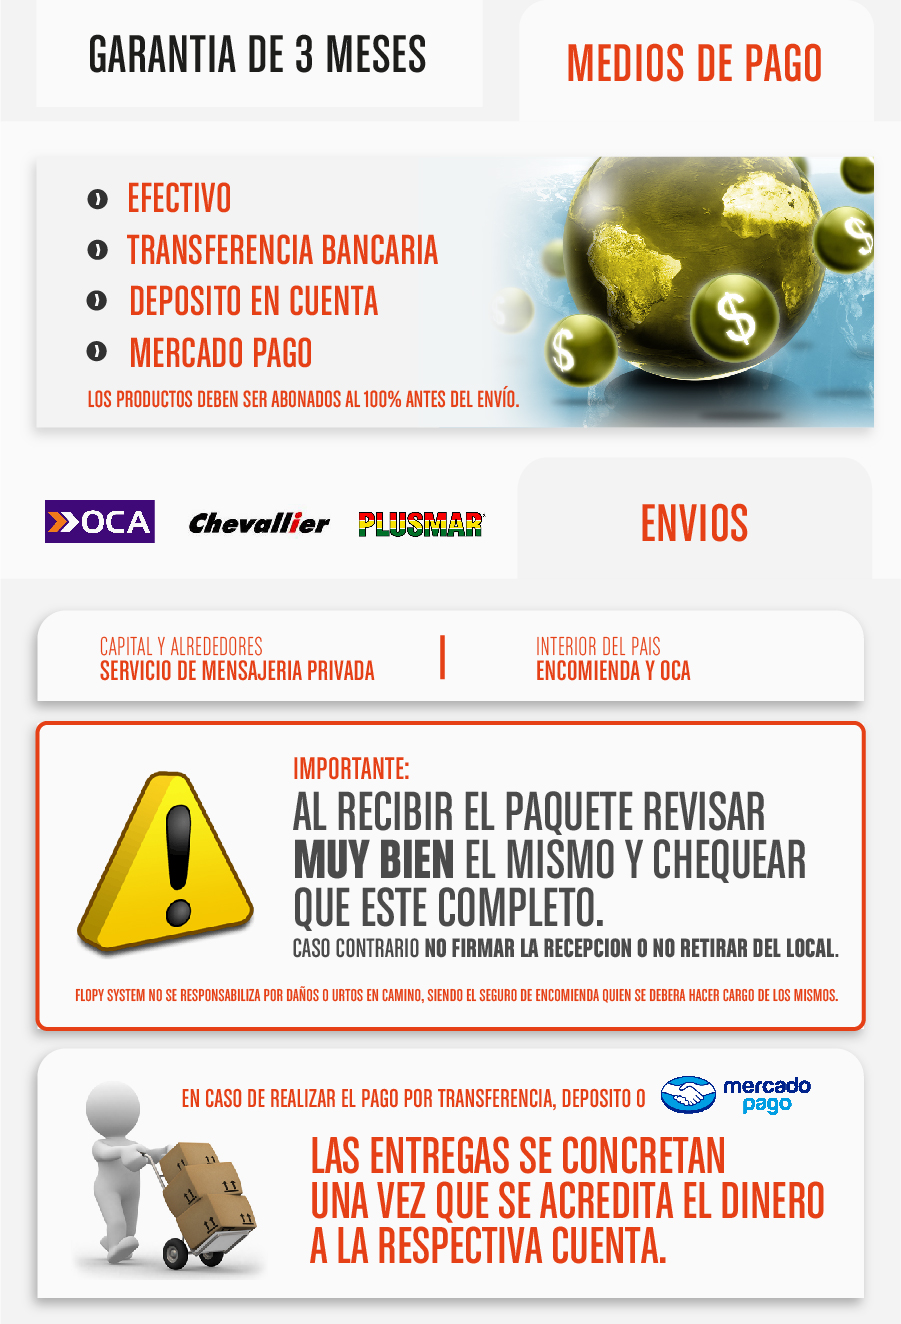 GARANTIA DE 3 MESES
MEDIOS DE PAGO
EFECTIVO
TRANSFERENCIA BANCARIA
DEPOSITO EN CUENTA
MERCADO PAGO
LOS PRODUCTOS DEBEN SER ABONADOS AL 100% ANTES DEL ENVÍO.
$
$
$
$
OCA
Chevallier
PLUSMAR
ENVIOS
CAPITAL Y ALREDEDORES
SERVICIO DE MENSAJERIA PRIVADA
INTERIOR DEL PAIS
ENCOMIENDA Y OCA
IMPORTANTE:
AL RECIBIR EL PAQUETE REVISAR
MUY BIEN EL MISMO Y CHEQUEAR
QUE ESTE COMPLETO.
CASO CONTRARIO NO FIRMAR LA RECEPCION O NO RETIRAR DEL LOCAL.
FLOPY SYSTEM NO SE RESPONSABILIZA POR DAÑOS O URTOS EN CAMINO, SIENDO EL SEGURO DE ENCOMIENDA QUIEN SE DEBERA HACER CARGO DE LOS MISMOS.
EN CASO DE REALIZAR EL PAGO POR TRANSFERENCIA, DEPOSITO O
mercado
pago
LAS ENTREGAS SE CONCRETAN
UNA VEZ QUE SE ACREDITA EL DINERO
A LA RESPECTIVA CUENTA.